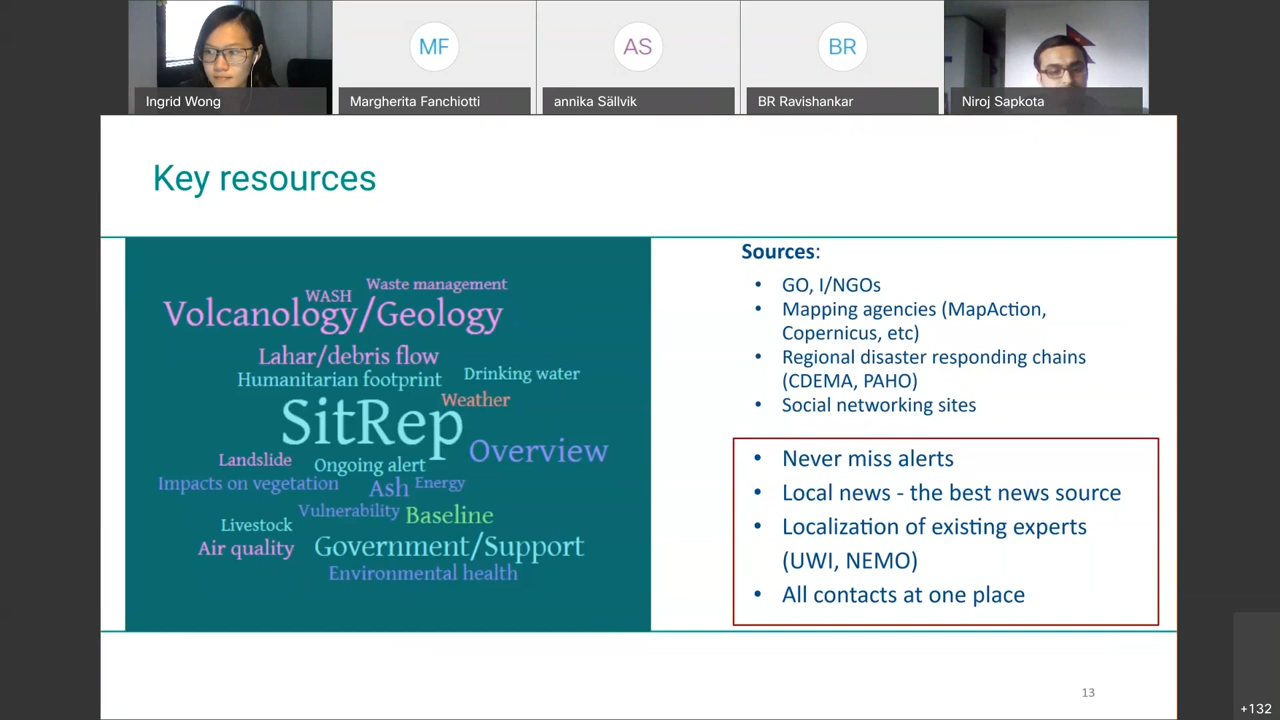 MF
AS
BR
Ingrid Wong
Margherita Fanchiotti
annika Sällvik
BR Ravishankar
Niroj Sapkota
Key resources
Waste management
WASH
Volcanology/Geology
Lahar/debris flow
Humanitarian footprint
Drinking water
Weather
SitRep
Overview
Landslide
Ongoing alert
Impacts on vegetation
Ash
Energy
Vulnerability
Baseline
Livestock
Air quality
Government/Support
Environmental health
Sources:
• GO, I/NGOs
• Mapping agencies (MapAction,
Copernicus, etc)
• Regional disaster responding chains
(CDEMA, PAHO)
• Social networking sites
• Never miss alerts
• Local news - the best news source
• Localization of existing experts
(UWI, NEMO)
• All contacts at one place
13
+132